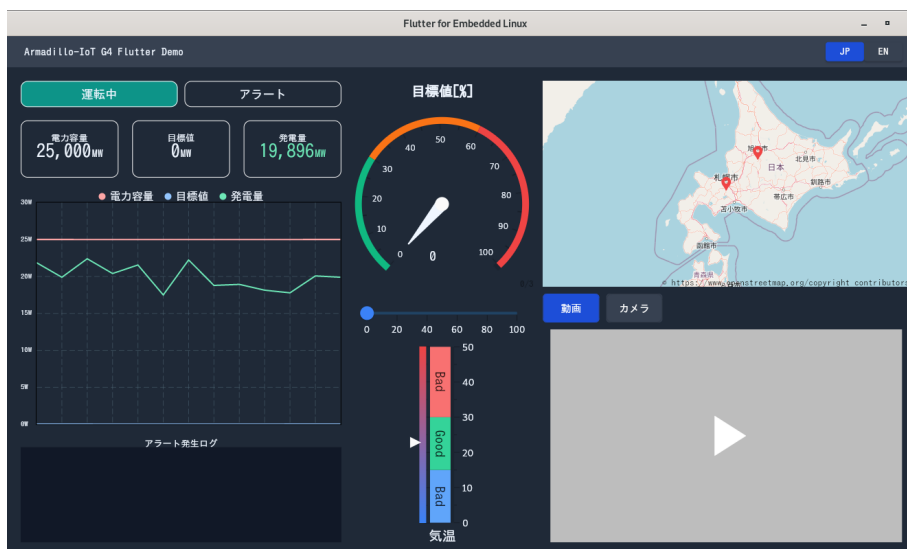 Flutter for Embedded Linux
Armadillo-IoT G4 Flutter Demo
JP EN
運転中 アラート
電力容量
25,000MW
目標値
0MW
発電量
19,896MW
電力容量 目標値 発電量
30W
25W
20W
15W
10W
5W
0W
アラート発生ログ
目標値[%]
0 10 20 30 40 50 60 70 80 90 100
0
0 20 40 60 80 100
50
40
30
20
10
0
Bad
Good
Bad
気温
北見市
日本
札幌市
釧路市
帯広市
苫小牧市
函館市
青森県
© https://www.openstreetmap.org/copyright contributors
動画 カメラ